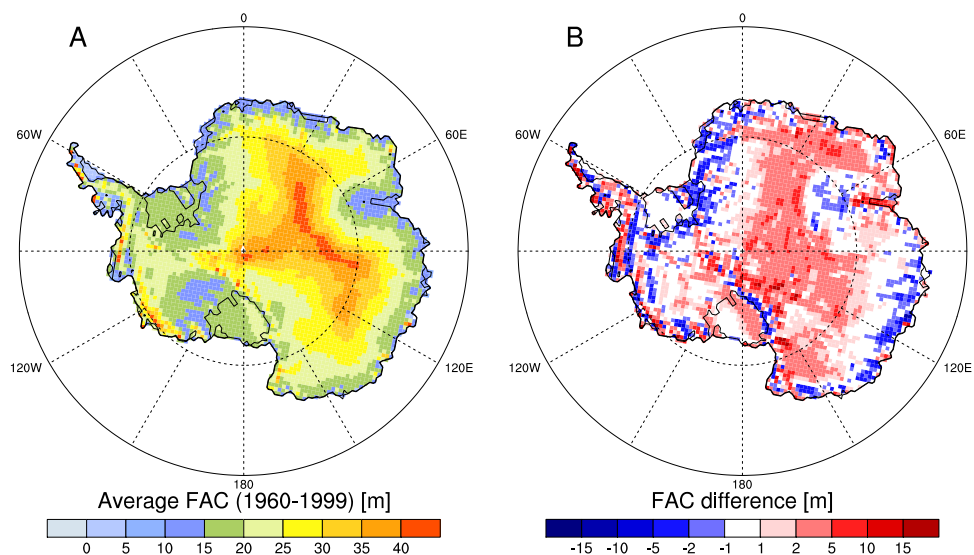 A
0
60W
60E
120W
120E
180
Average FAC (1960-1999) [m]
0 5 10 15 20 25 30 35 40
B
0
60W
60E
120W
120E
180
FAC difference [m]
-15 -10 -5 -2 -1 1 2 5 10 15